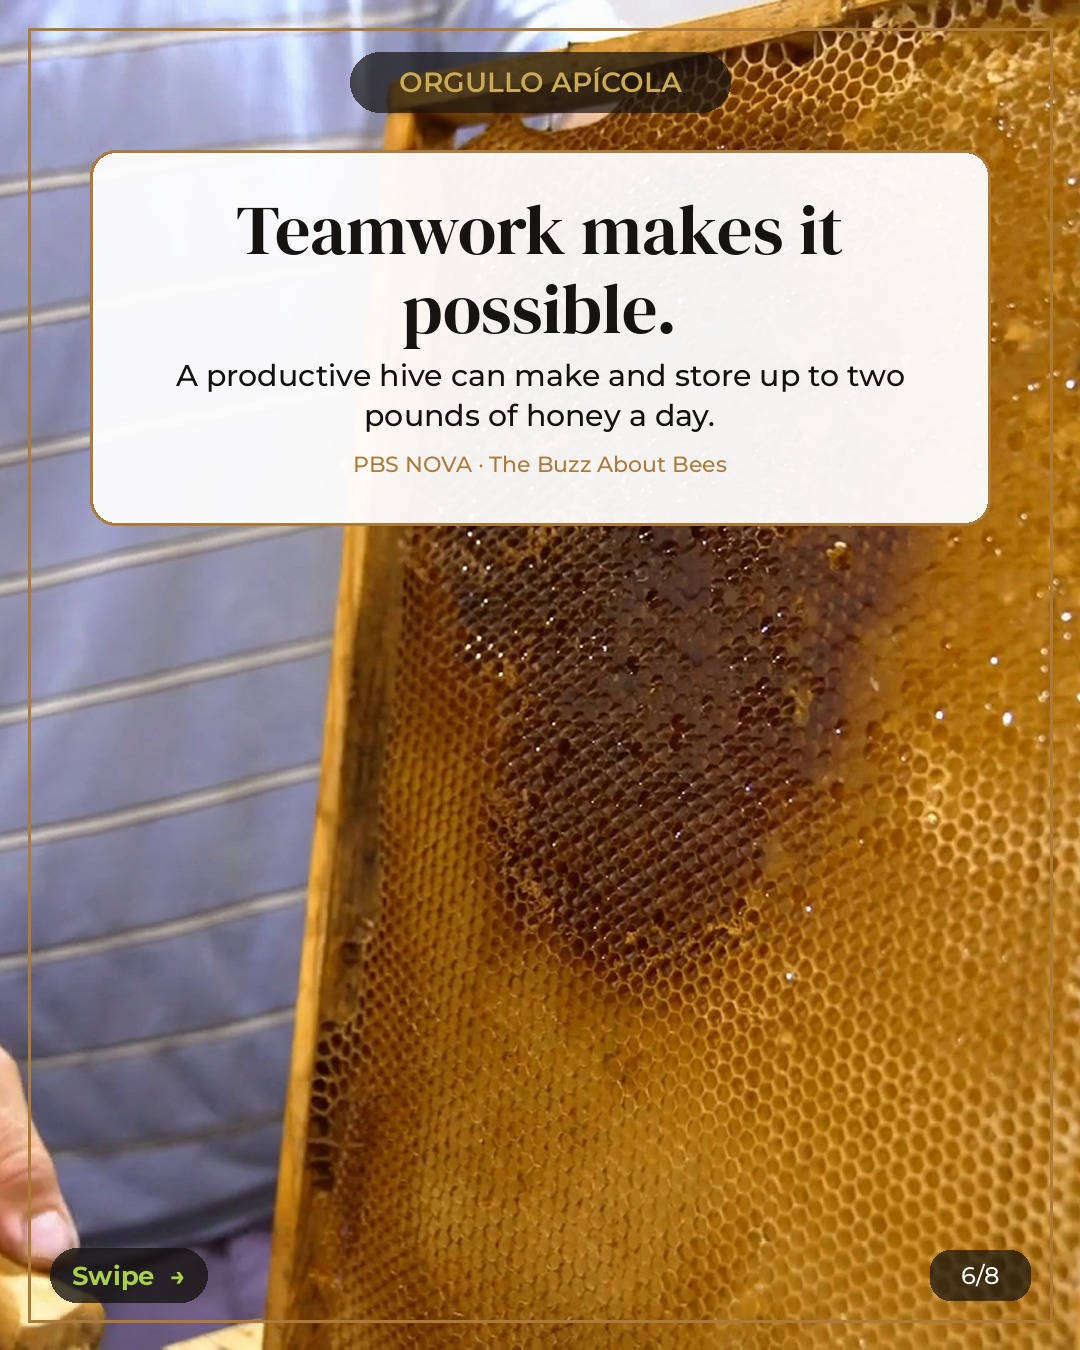 ORGULLO APÍCOLA
Teamwork makes it
possible.
A productive hive can make and store up to two
pounds of honey a day.
PBS NOVA · The Buzz About Bees
Swipe →
6/8